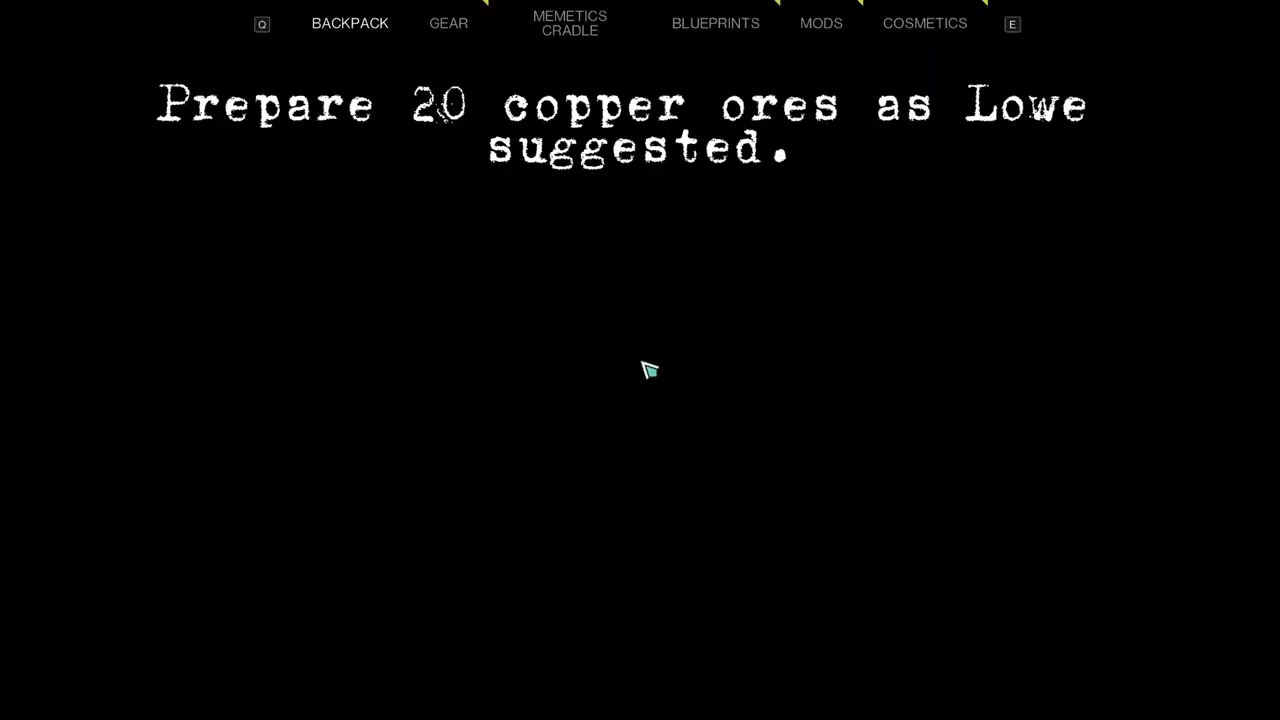 Q BACKPACK GEAR MEMETICS CRADLE BLUEPRINTS MODS COSMETICS E
Prepare 20 copper ores as Lowe
suggested.